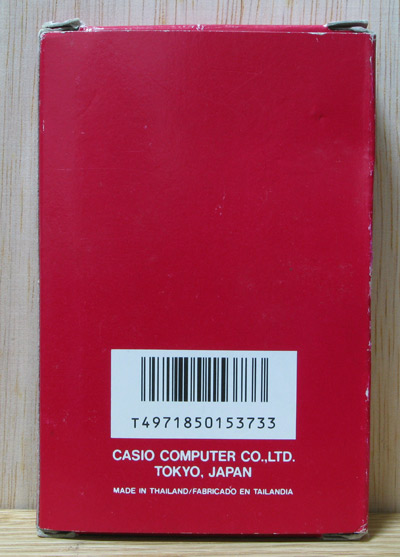 T4971850153733
CASIO COMPUTER CO.,LTD.
TOKYO, JAPAN
MADE IN THAILAND/FABRICADO EN TAILANDIA